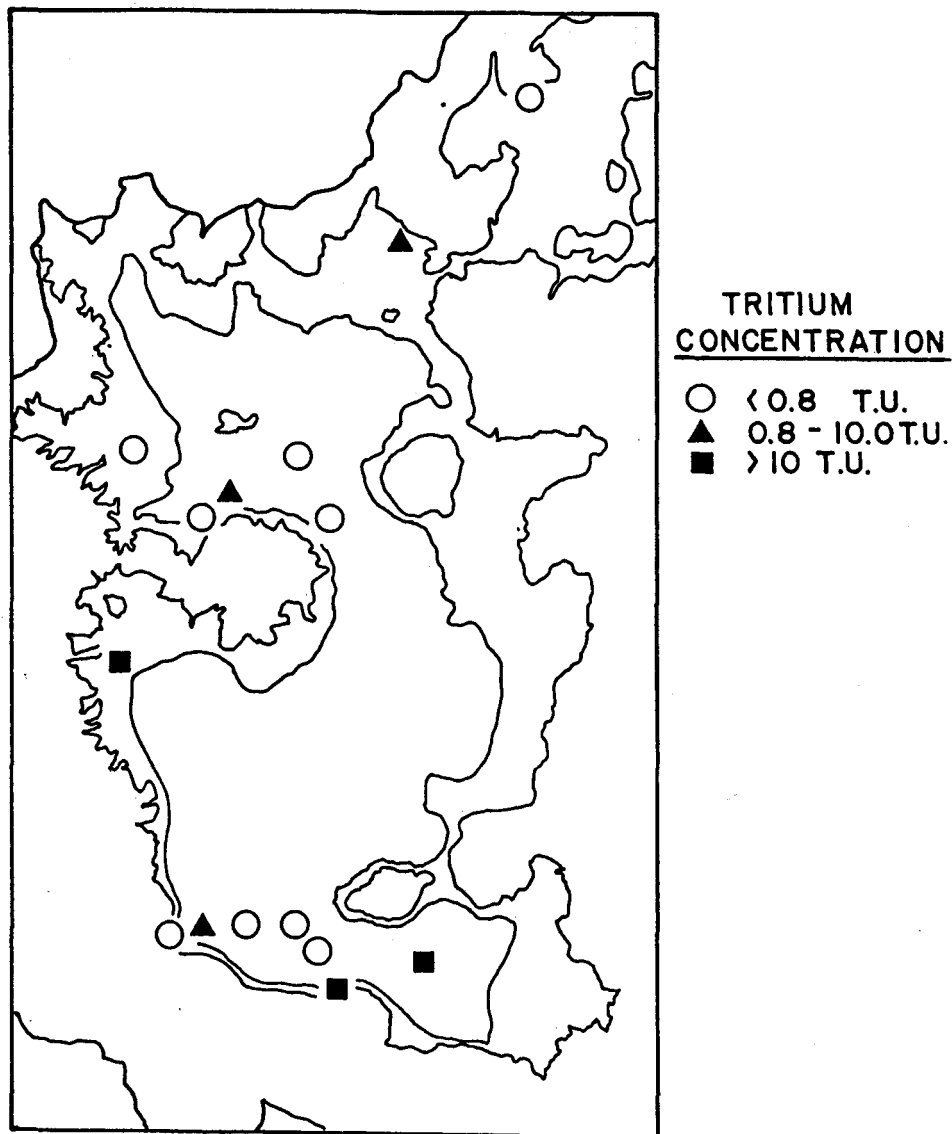 TRITIUM
CONCENTRATION
< 0.8 T.U.
0.8 - 10.0 T.U.
> 10 T.U.